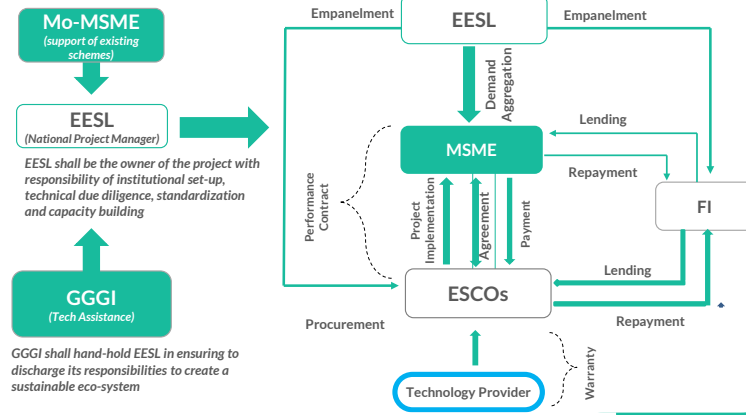 Mo-MSME
(support of existing
schemes)
EESL
(National Project Manager)
EESL shall be the owner of the project with
responsibility of institutional set-up,
technical due diligence, standardization
and capacity building
GGGI
(Tech Assistance)
GGGI shall hand-hold EESL in ensuring to
discharge its responsibilities to create a
sustainable eco-system
Empanelment
EESL
Empanelment
Demand
Aggregation
MSME
Lending
Repayment
Performance
Contract
Project
Implementation
Agreement
Payment
FI
ESCOs
Lending
Repayment
Procurement
Technology Provider
Warranty